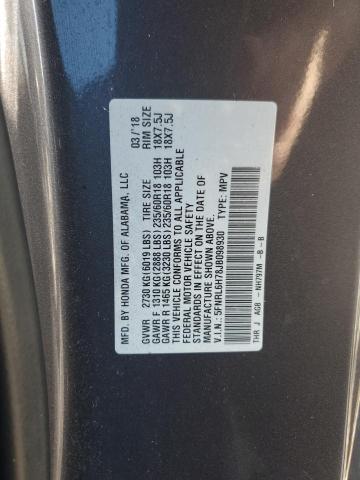 MFD. BY HONDA MFG. OF ALABAMA, LLC 03/'18
GVWR 2730 KG(6019 LBS) TIRE SIZE RIM SIZE
GAWR F 1310 KG(2888 LBS) 235/60R18 103H 18X7.5J
GAWR R 1465 KG(3230 LBS) 235/60R18 103H 18X7.5J
THIS VEHICLE CONFORMS TO ALL APPLICABLE
FEDERAL MOTOR VEHICLE SAFETY
STANDARDS IN EFFECT ON THE DATE OF
MANUFACTURE SHOWN ABOVE.
V.I.N.: 5FNRL6H78JB098930 TYPE: MPV
THR J AG8 - NH797M -B -B